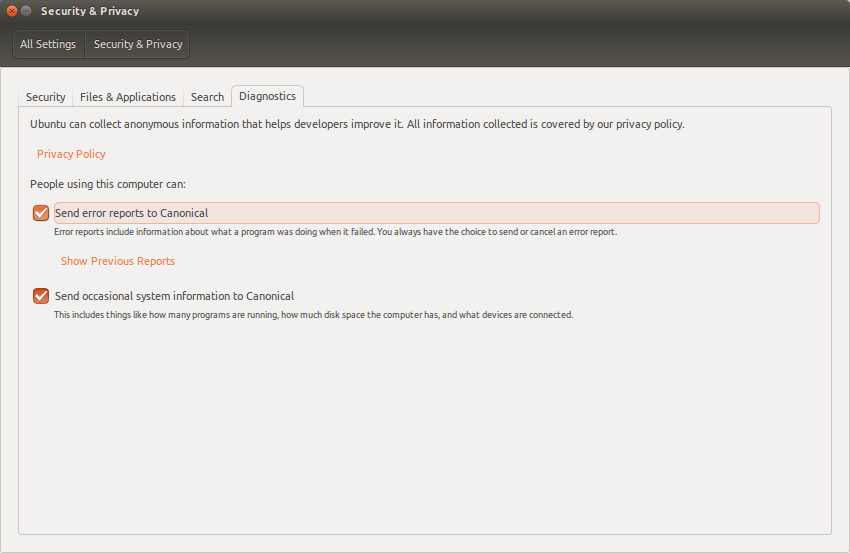 Security & Privacy
All Settings
Security & Privacy
Security
Files & Applications
Search
Diagnostics
Ubuntu can collect anonymous information that helps developers improve it. All information collected is covered by our privacy policy.
Privacy Policy
People using this computer can:
Send error reports to Canonical
Error reports include information about what a program was doing when it failed. You always have the choice to send or cancel an error report.
Show Previous Reports
Send occasional system information to Canonical
This includes things like how many programs are running, how much disk space the computer has, and what devices are connected.